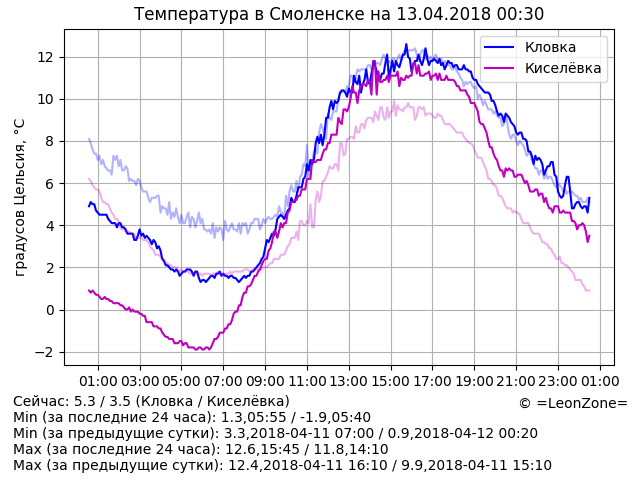 Температура в Смоленске на 13.04.2018 00:30
Кловка
Киселёвка
градусов Цельсия, °C
12
10
8
6
4
2
0
−2
01:00 03:00 05:00 07:00 09:00 11:00 13:00 15:00 17:00 19:00 21:00 23:00 01:00
Сейчас: 5.3 / 3.5 (Кловка / Киселёвка)
© =LeonZone=
Min (за последние 24 часа): 1.3,05:55 / -1.9,05:40
Min (за предыдущие сутки): 3.3,2018-04-11 07:00 / 0.9,2018-04-12 00:20
Max (за последние 24 часа): 12.6,15:45 / 11.8,14:10
Max (за предыдущие сутки): 12.4,2018-04-11 16:10 / 9.9,2018-04-11 15:10